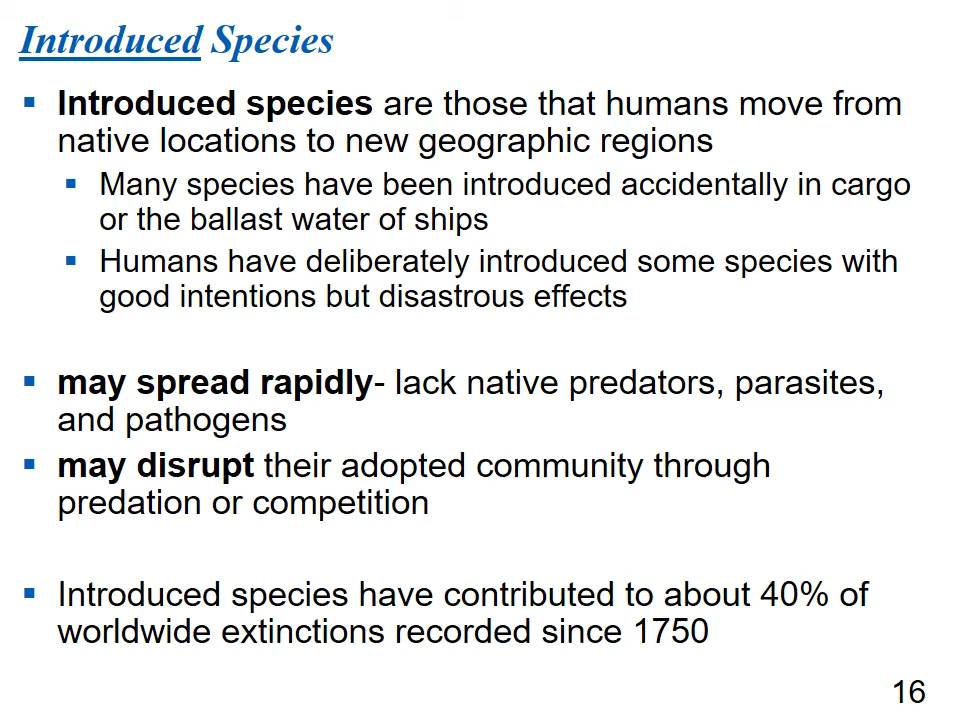 Introduced Species
▪ Introduced species are those that humans move from
native locations to new geographic regions
▪ Many species have been introduced accidentally in cargo
or the ballast water of ships
▪ Humans have deliberately introduced some species with
good intentions but disastrous effects
▪ may spread rapidly- lack native predators, parasites,
and pathogens
▪ may disrupt their adopted community through
predation or competition
▪ Introduced species have contributed to about 40% of
worldwide extinctions recorded since 1750
16